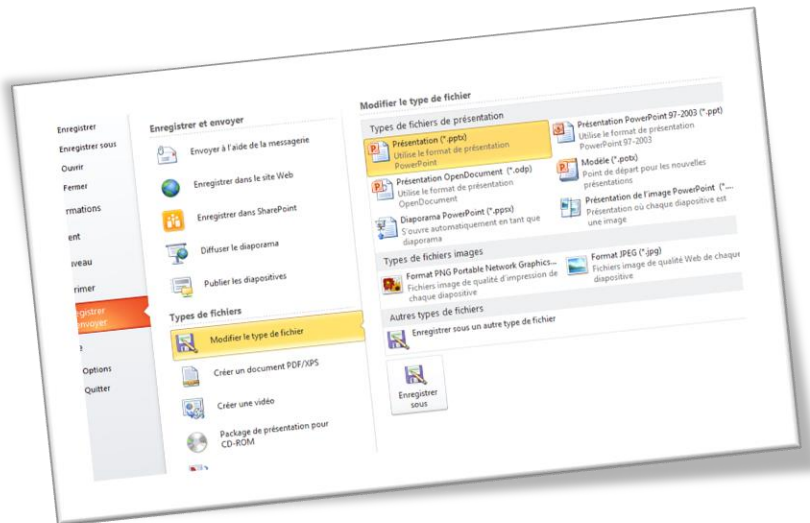 Enregistrer
Enregistrer sous
Ouvrir
Fermer
rmations
ent
uveau
rimer
registrer
envoyer
Options
Quitter
Enregistrer et envoyer
Envoyer à l'aide de la messagerie
Enregistrer dans le site Web
Enregistrer dans SharePoint
Diffuser le diaporama
Publier les diapositives
Types de fichiers
Modifier le type de fichier
Créer un document PDF/XPS
Créer une vidéo
Package de présentation pour
CD-ROM
Modifier le type de fichier
Types de fichiers de présentation
Présentation (*.pptx)
Utilise le format de présentation
PowerPoint
Présentation PowerPoint 97-2003 (*.ppt)
Utilise le format de présentation
PowerPoint 97-2003
Présentation OpenDocument (*.odp)
Utilise le format de présentation
OpenDocument
Modèle (*.potx)
Point de départ pour les nouvelles
présentations
Diaporama PowerPoint (*.ppsx)
S'ouvre automatiquement en tant que
diaporama
Présentation de l'image PowerPoint (*....
Présentation où chaque diapositive est
une image
Types de fichiers images
Format PNG Portable Network Graphics...
Fichiers image de qualité d'impression de
chaque diapositive
Format JPEG (*.jpg)
Fichiers image de qualité Web de chaque
diapositive
Autres types de fichiers
Enregistrer sous un autre type de fichier
Enregistrer
sous